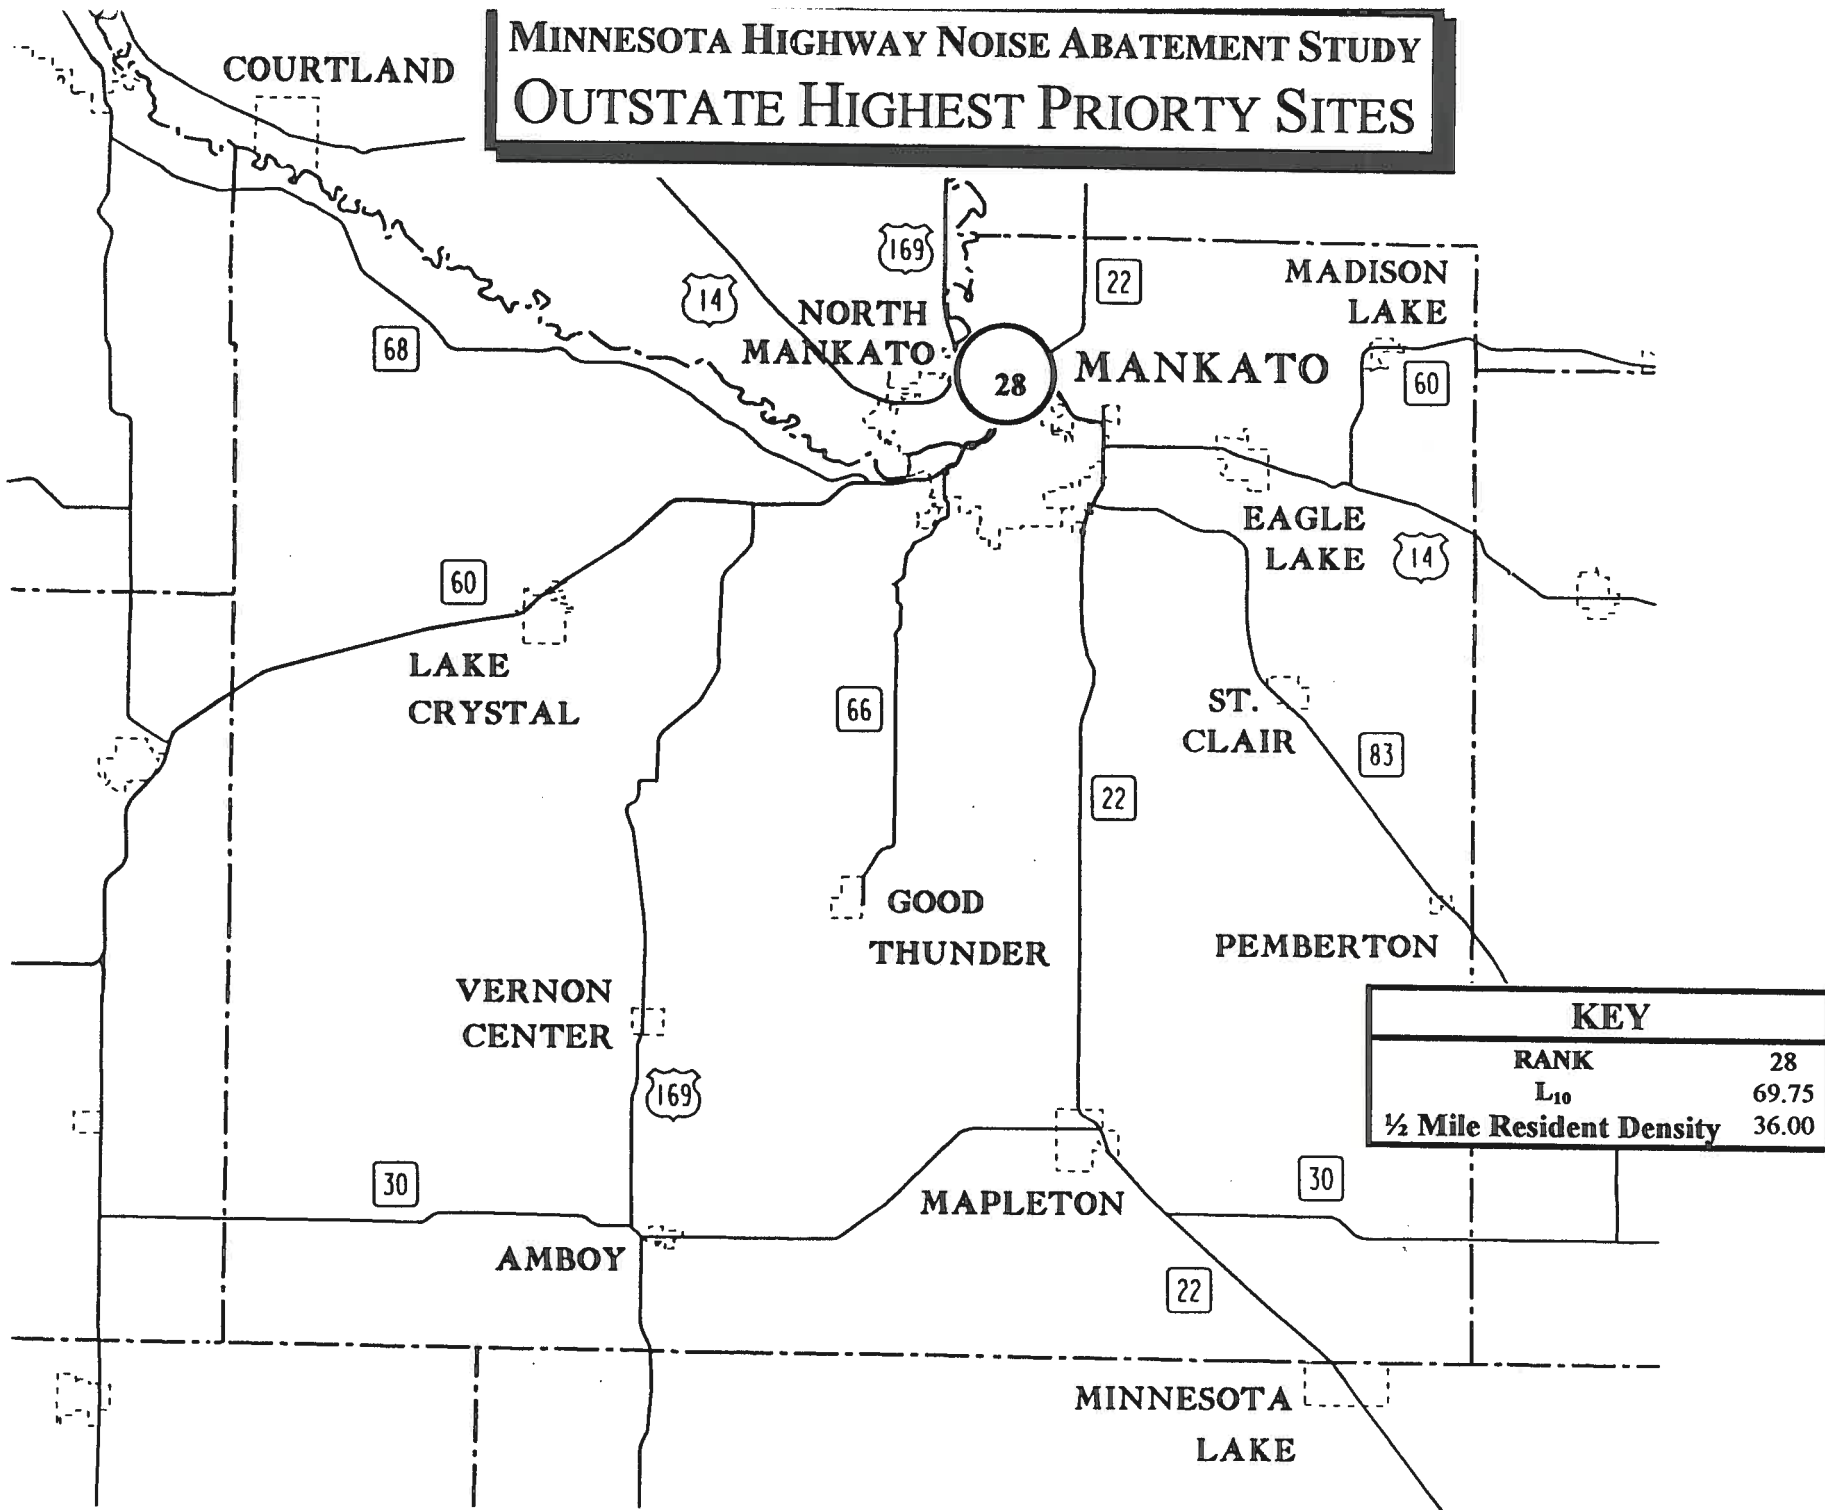 MINNESOTA HIGHWAY NOISE ABATEMENT STUDY
OUTSTATE HIGHEST PRIORTY SITES
COURTLAND
169
22
MADISON
LAKE
14
NORTH
MANKATO
68
28
MANKATO
60
EAGLE
LAKE
14
60
LAKE
CRYSTAL
66
ST.
CLAIR
83
22
GOOD
THUNDER
PEMBERTON
VERNON
CENTER
169
KEY
RANK 28
L10 69.75
½ Mile Resident Density 36.00
30
MAPLETON
30
AMBOY
22
MINNESOTA
LAKE